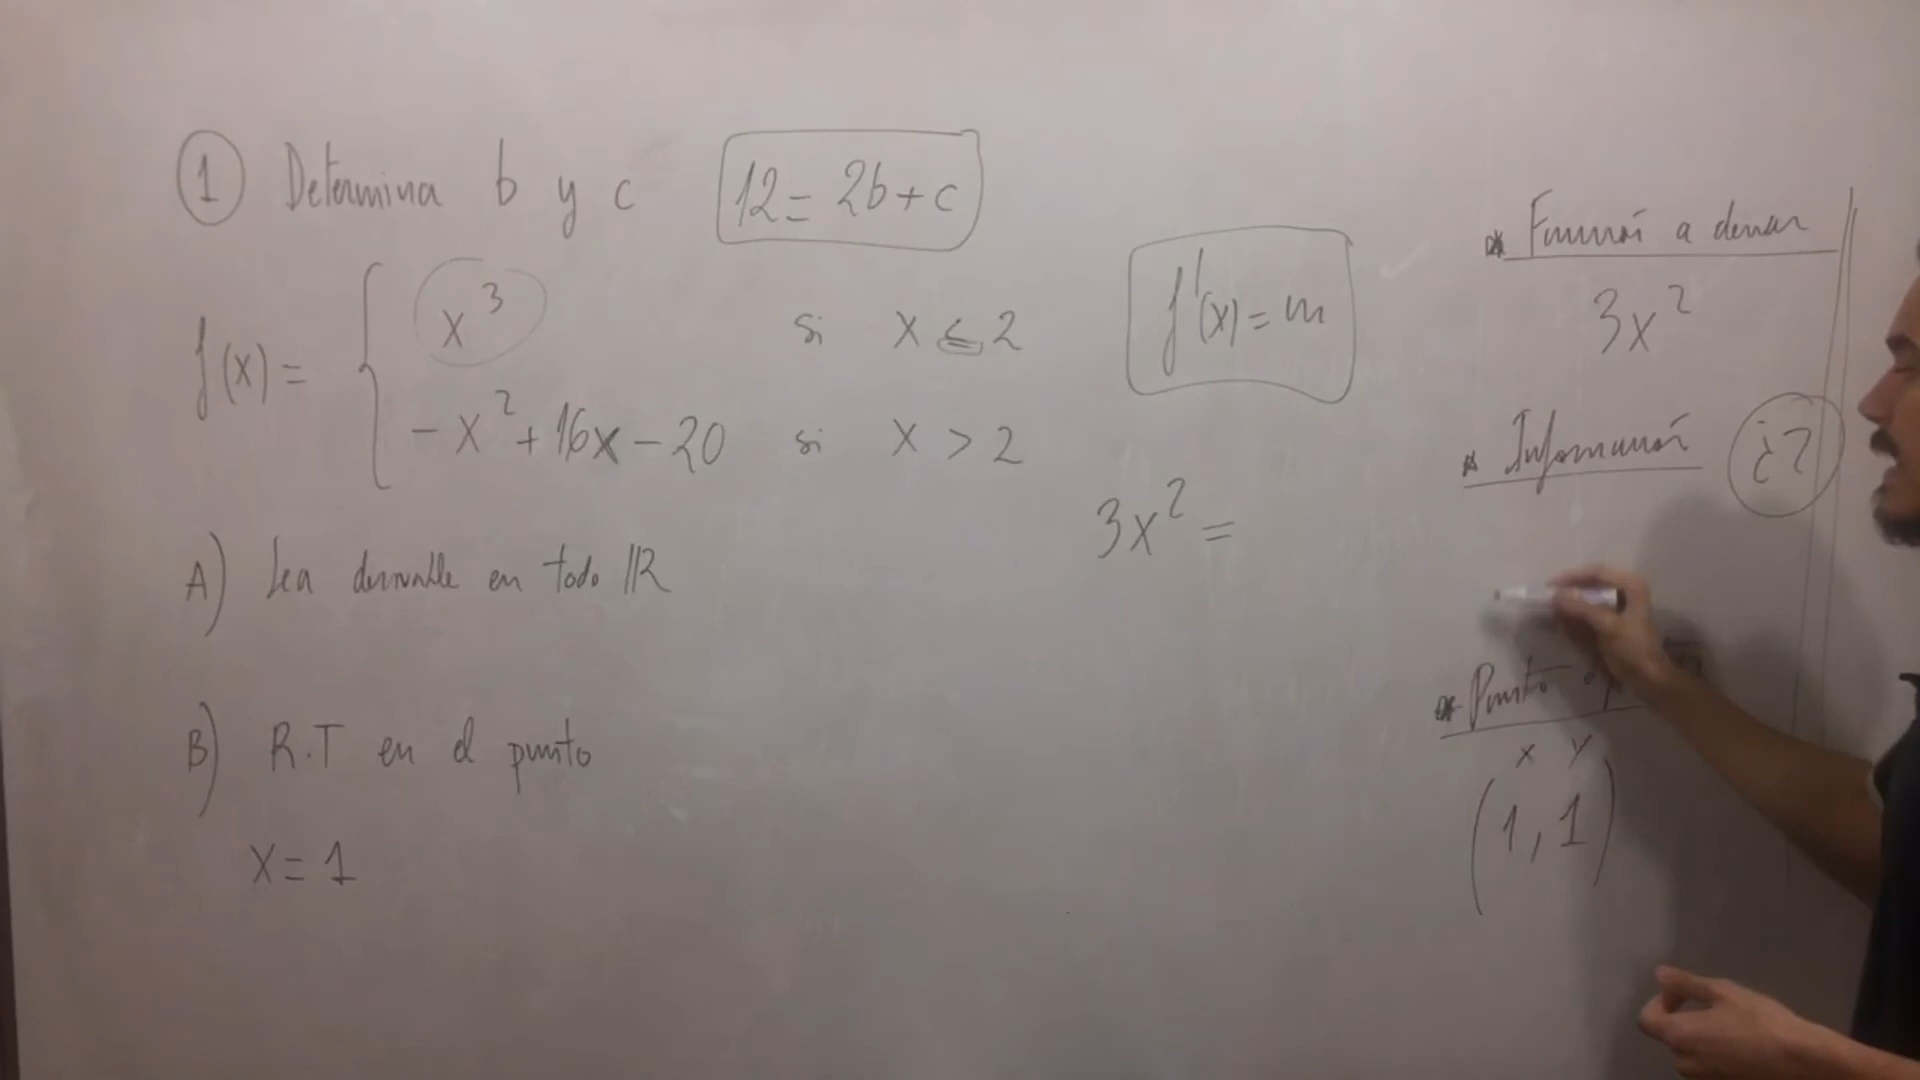 ① Determina b y c
12 = 2b + c
f(x) = { x³ si x ≤ 2
-x² + 16x - 20 si x > 2
A) Sea derivable en todo ℝ
B) R.T en el punto
x = 1
f'(x) = m
3x² =
* Función a derivar
3x²
* Información ¿?
* Punto
x y
(1, 1)